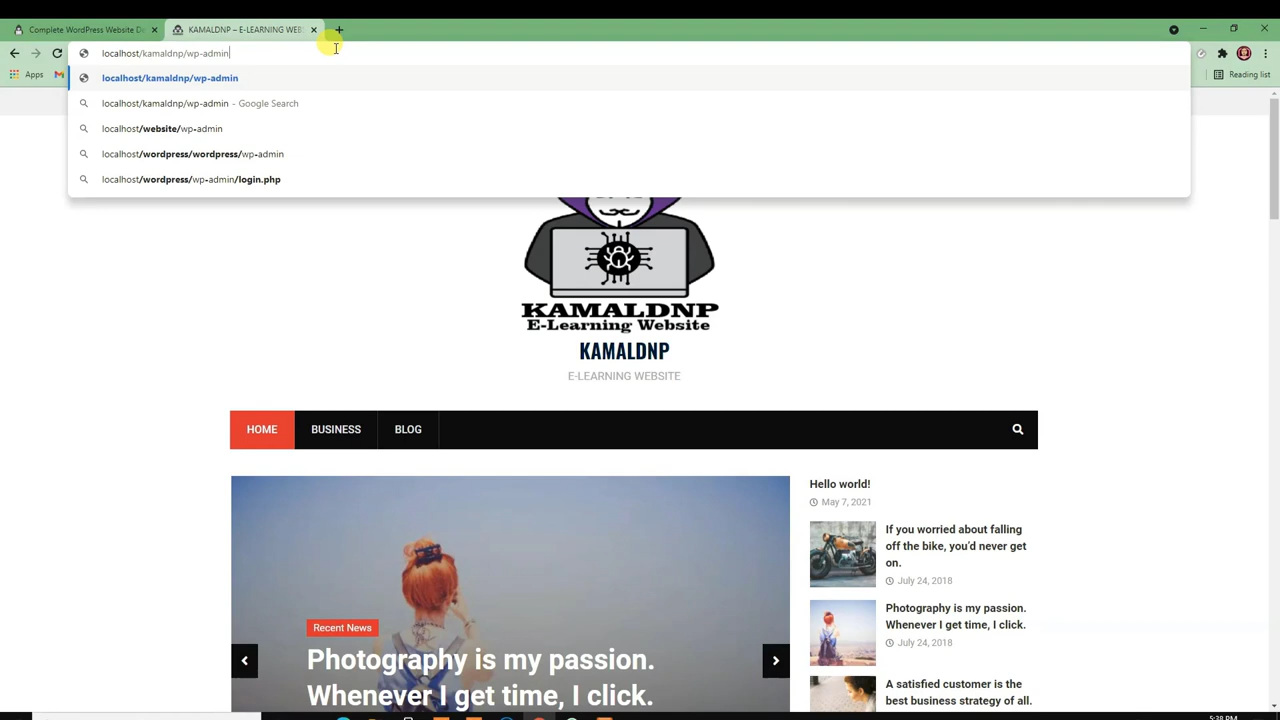 Complete WordPress Website De
KAMALDNP – E-LEARNING WEBS
localhost/kamaldnp/wp-admin
Apps
Reading list
localhost/kamaldnp/wp-admin
localhost/kamaldnp/wp-admin - Google Search
localhost/website/wp-admin
localhost/wordpress/wordpress/wp-admin
localhost/wordpress/wp-admin/login.php
KAMALDNP
E-Learning Website
KAMALDNP
E-LEARNING WEBSITE
HOME BUSINESS BLOG
Recent News
Photography is my passion.
Whenever I get time, I click.
Hello world!
May 7, 2021
If you worried about falling
off the bike, you'd never get
on.
July 24, 2018
Photography is my passion.
Whenever I get time, I click.
July 24, 2018
A satisfied customer is the
best business strategy of all.
5:38 PM